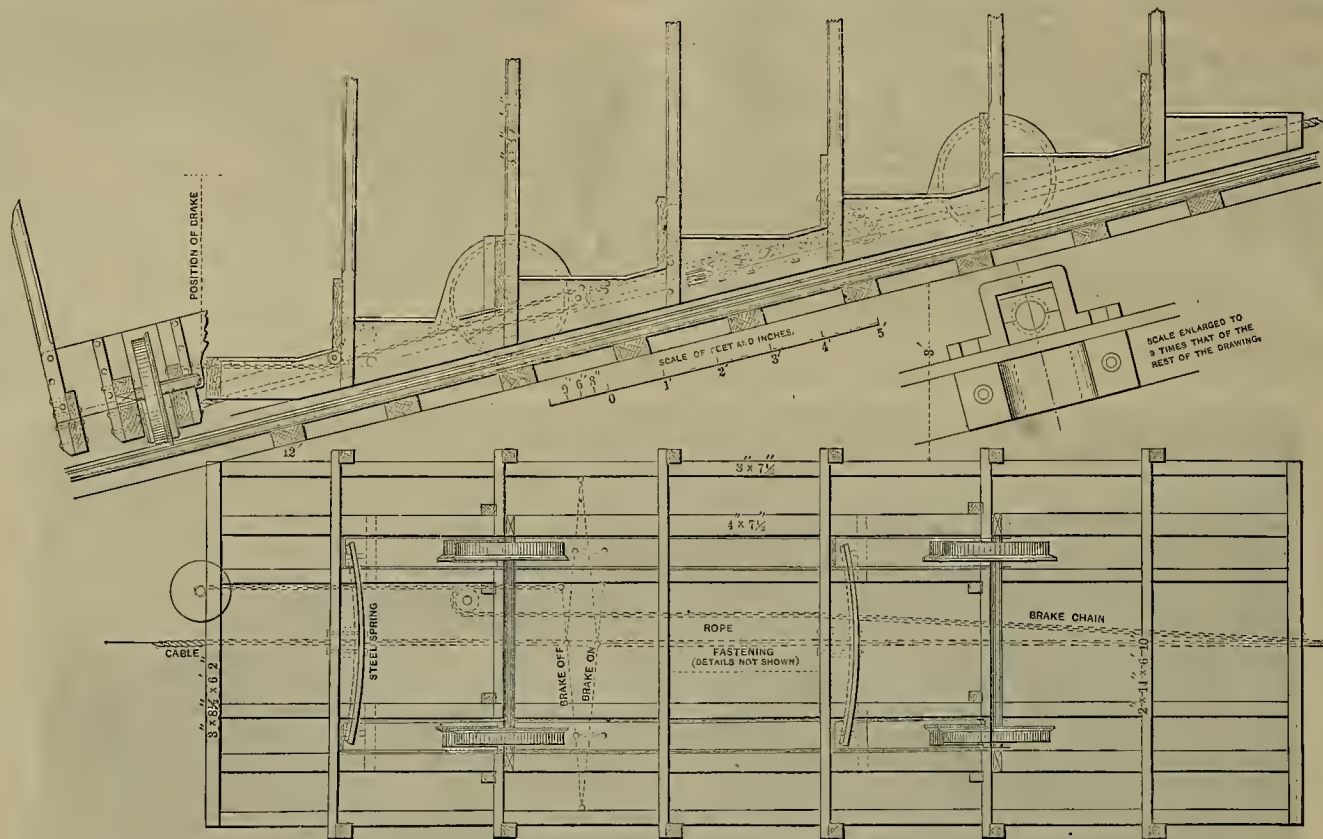 POSITION OF BRAKE
SCALE OF FEET AND INCHES.
9" 6" 3"
0 1' 2' 3' 4' 5'
SCALE ENLARGED TO
9 TIMES THAT OF THE
REST OF THE DRAWING.
12'
3" x 7½"
4" x 7½"
CABLE
3" x 8½" x 6' 2"
STEEL SPRING
BRAKE OFF
BRAKE ON
ROPE
FASTENING
(DETAILS NOT SHOWN)
BRAKE CHAIN